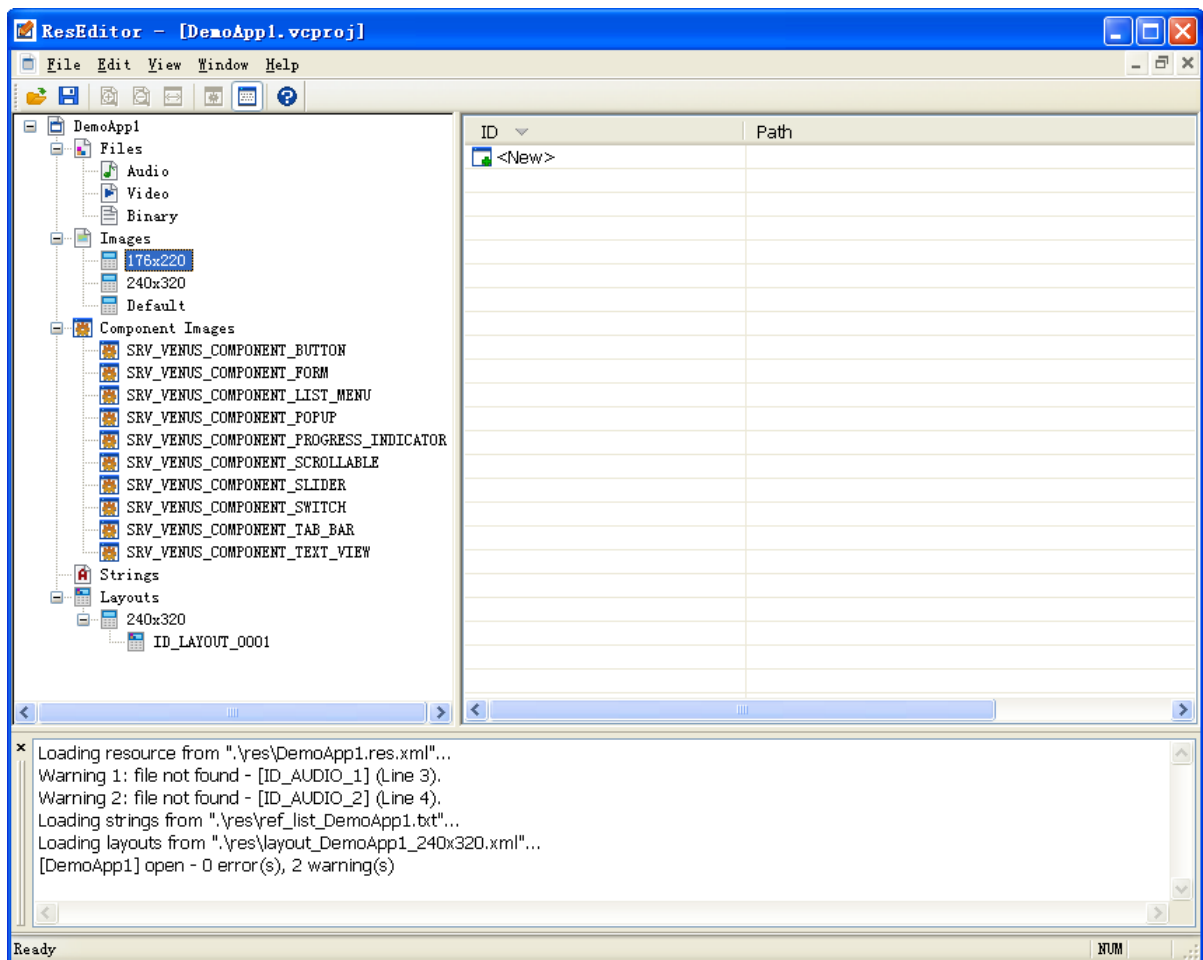 ResEditor - [DemoApp1.vcproj]
File Edit View Window Help
DemoApp1
Files
Audio
Video
Binary
Images
176x220
240x320
Default
Component Images
SRV_VENUS_COMPONENT_BUTTON
SRV_VENUS_COMPONENT_FORM
SRV_VENUS_COMPONENT_LIST_MENU
SRV_VENUS_COMPONENT_POPUP
SRV_VENUS_COMPONENT_PROGRESS_INDICATOR
SRV_VENUS_COMPONENT_SCROLLABLE
SRV_VENUS_COMPONENT_SLIDER
SRV_VENUS_COMPONENT_SWITCH
SRV_VENUS_COMPONENT_TAB_BAR
SRV_VENUS_COMPONENT_TEXT_VIEW
Strings
Layouts
240x320
ID_LAYOUT_0001
ID Path
<New>
Loading resource from ".\res\DemoApp1.res.xml"...
Warning 1: file not found - [ID_AUDIO_1] (Line 3).
Warning 2: file not found - [ID_AUDIO_2] (Line 4).
Loading strings from ".\res\ref_list_DemoApp1.txt"...
Loading layouts from ".\res\layout_DemoApp1_240x320.xml"...
[DemoApp1] open - 0 error(s), 2 warning(s)
Ready NUM